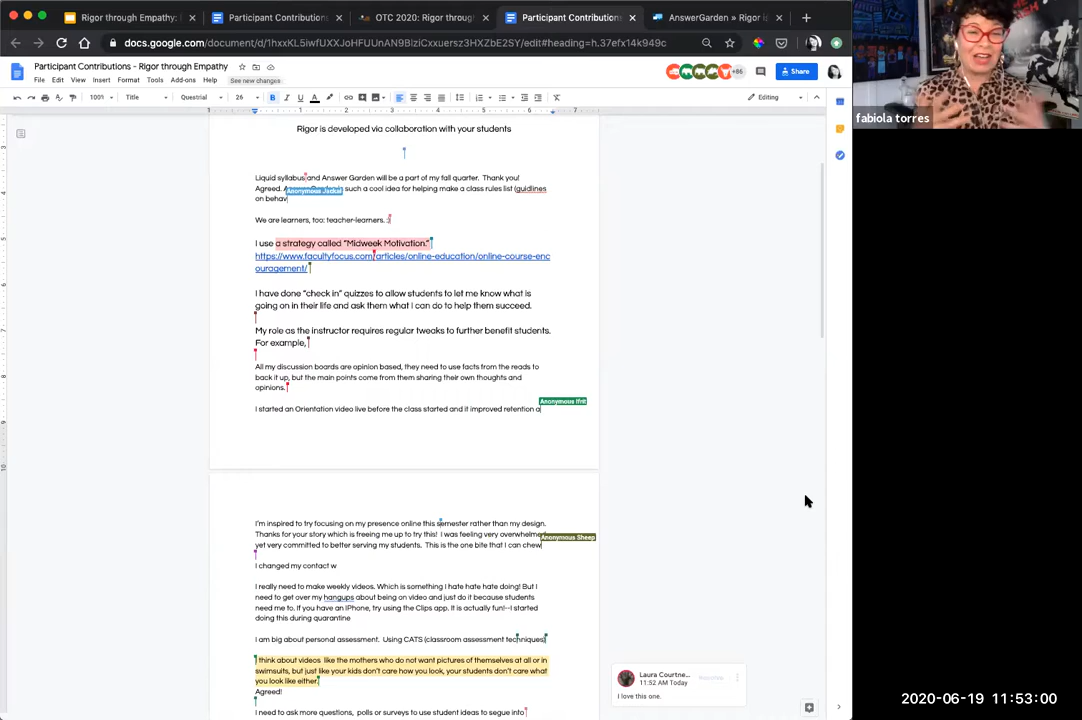 Rigor through Empathy:
Participant Contributions
OTC 2020: Rigor throug
Participant Contributions
AnswerGarden » Rigor i
docs.google.com/document/d/1hxxKL5iwfUXXJoHFUUnAN9BIziCxxuersz3HXZbE2SY/edit#heading=h.37efx14k949c
Participant Contributions - Rigor through Empathy
File Edit View Insert Format Tools Add-ons Help See new changes
+66
Share
100% Title Questrial 26 B I U A Editing
1 1 2 3 4 5 6 7
Rigor is developed via collaboration with your students
Liquid syllabus and Answer Garden will be a part of my fall quarter. Thank you!
Agreed. such a cool idea for helping make a class rules list (guidlines
Anonymous Jackal
on behav
We are learners, too: teacher-learners. :)
I use a strategy called "Midweek Motivation."
https://www.facultyfocus.com/articles/online-education/online-course-enc
ouragement/
I have done "check in" quizzes to allow students to let me know what is
going on in their life and ask them what I can do to help them succeed.
My role as the instructor requires regular tweaks to further benefit students.
For example,
All my discussion boards are opinion based, they need to use facts from the reads to
back it up, but the main points come from them sharing their own thoughts and
opinions.
Anonymous Ifrit
I started an Orientation video live before the class started and it improved retention a
I'm inspired to try focusing on my presence online this semester rather than my design.
Thanks for your story which is freeing me up to try this! I was feeling very overwhelmed
Anonymous Sheep
yet very committed to better serving my students. This is the one bite that I can chew
I changed my contact w
I really need to make weekly videos. Which is something I hate hate hate doing! But I
need to get over my hangups about being on video and just do it because students
need me to. If you have an IPhone, try using the Clips app. It is actually fun!--I started
doing this during quarantine
I am big about personal assessment. Using CATS (classroom assessment techniques)
I think about videos like the mothers who do not want pictures of themselves at all or in
swimsuits, but just like your kids don't care how you look, your students don't care what
you look like either.
Agreed!
I need to ask more questions, polls or surveys to use student ideas to segue into
Laura Courtne...
11:52 AM Today
I love this one.
fabiola torres
2020-06-19 11:53:00